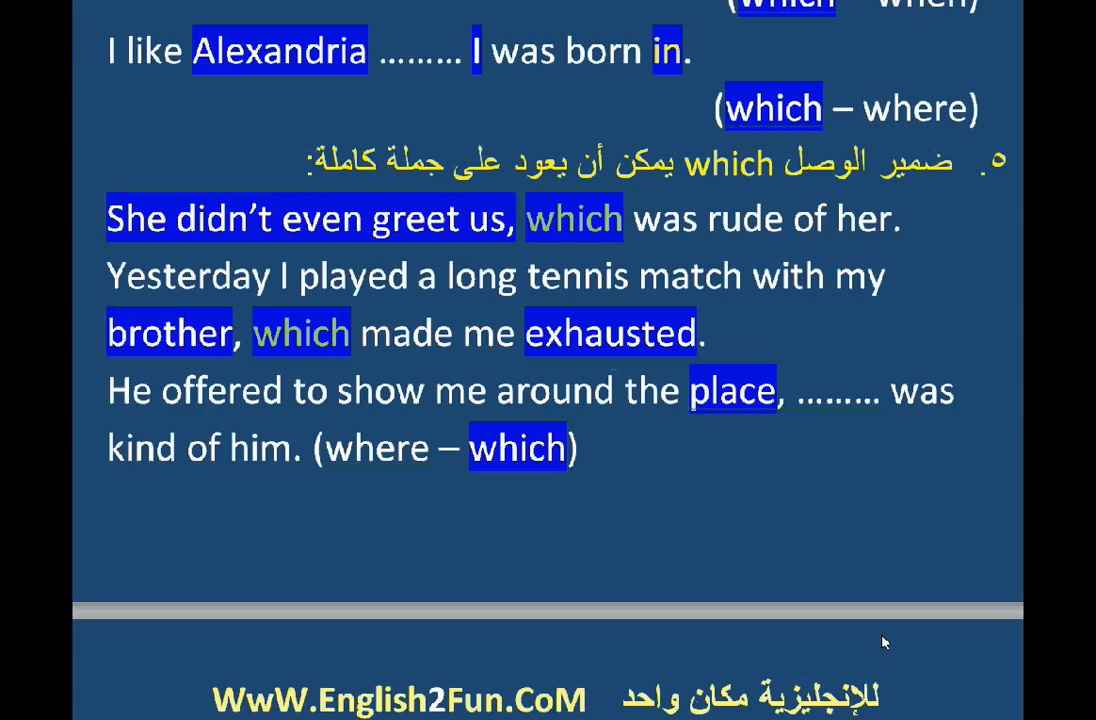 (which – when)
I like Alexandria ......... I was born in.
(which – where)
٥. ضمير الوصل which يمكن أن يعود على جملة كاملة:
She didn’t even greet us, which was rude of her.
Yesterday I played a long tennis match with my
brother, which made me exhausted.
He offered to show me around the place, ......... was
kind of him. (where – which)
WwW.English2Fun.CoM للإنجليزية مكان واحد